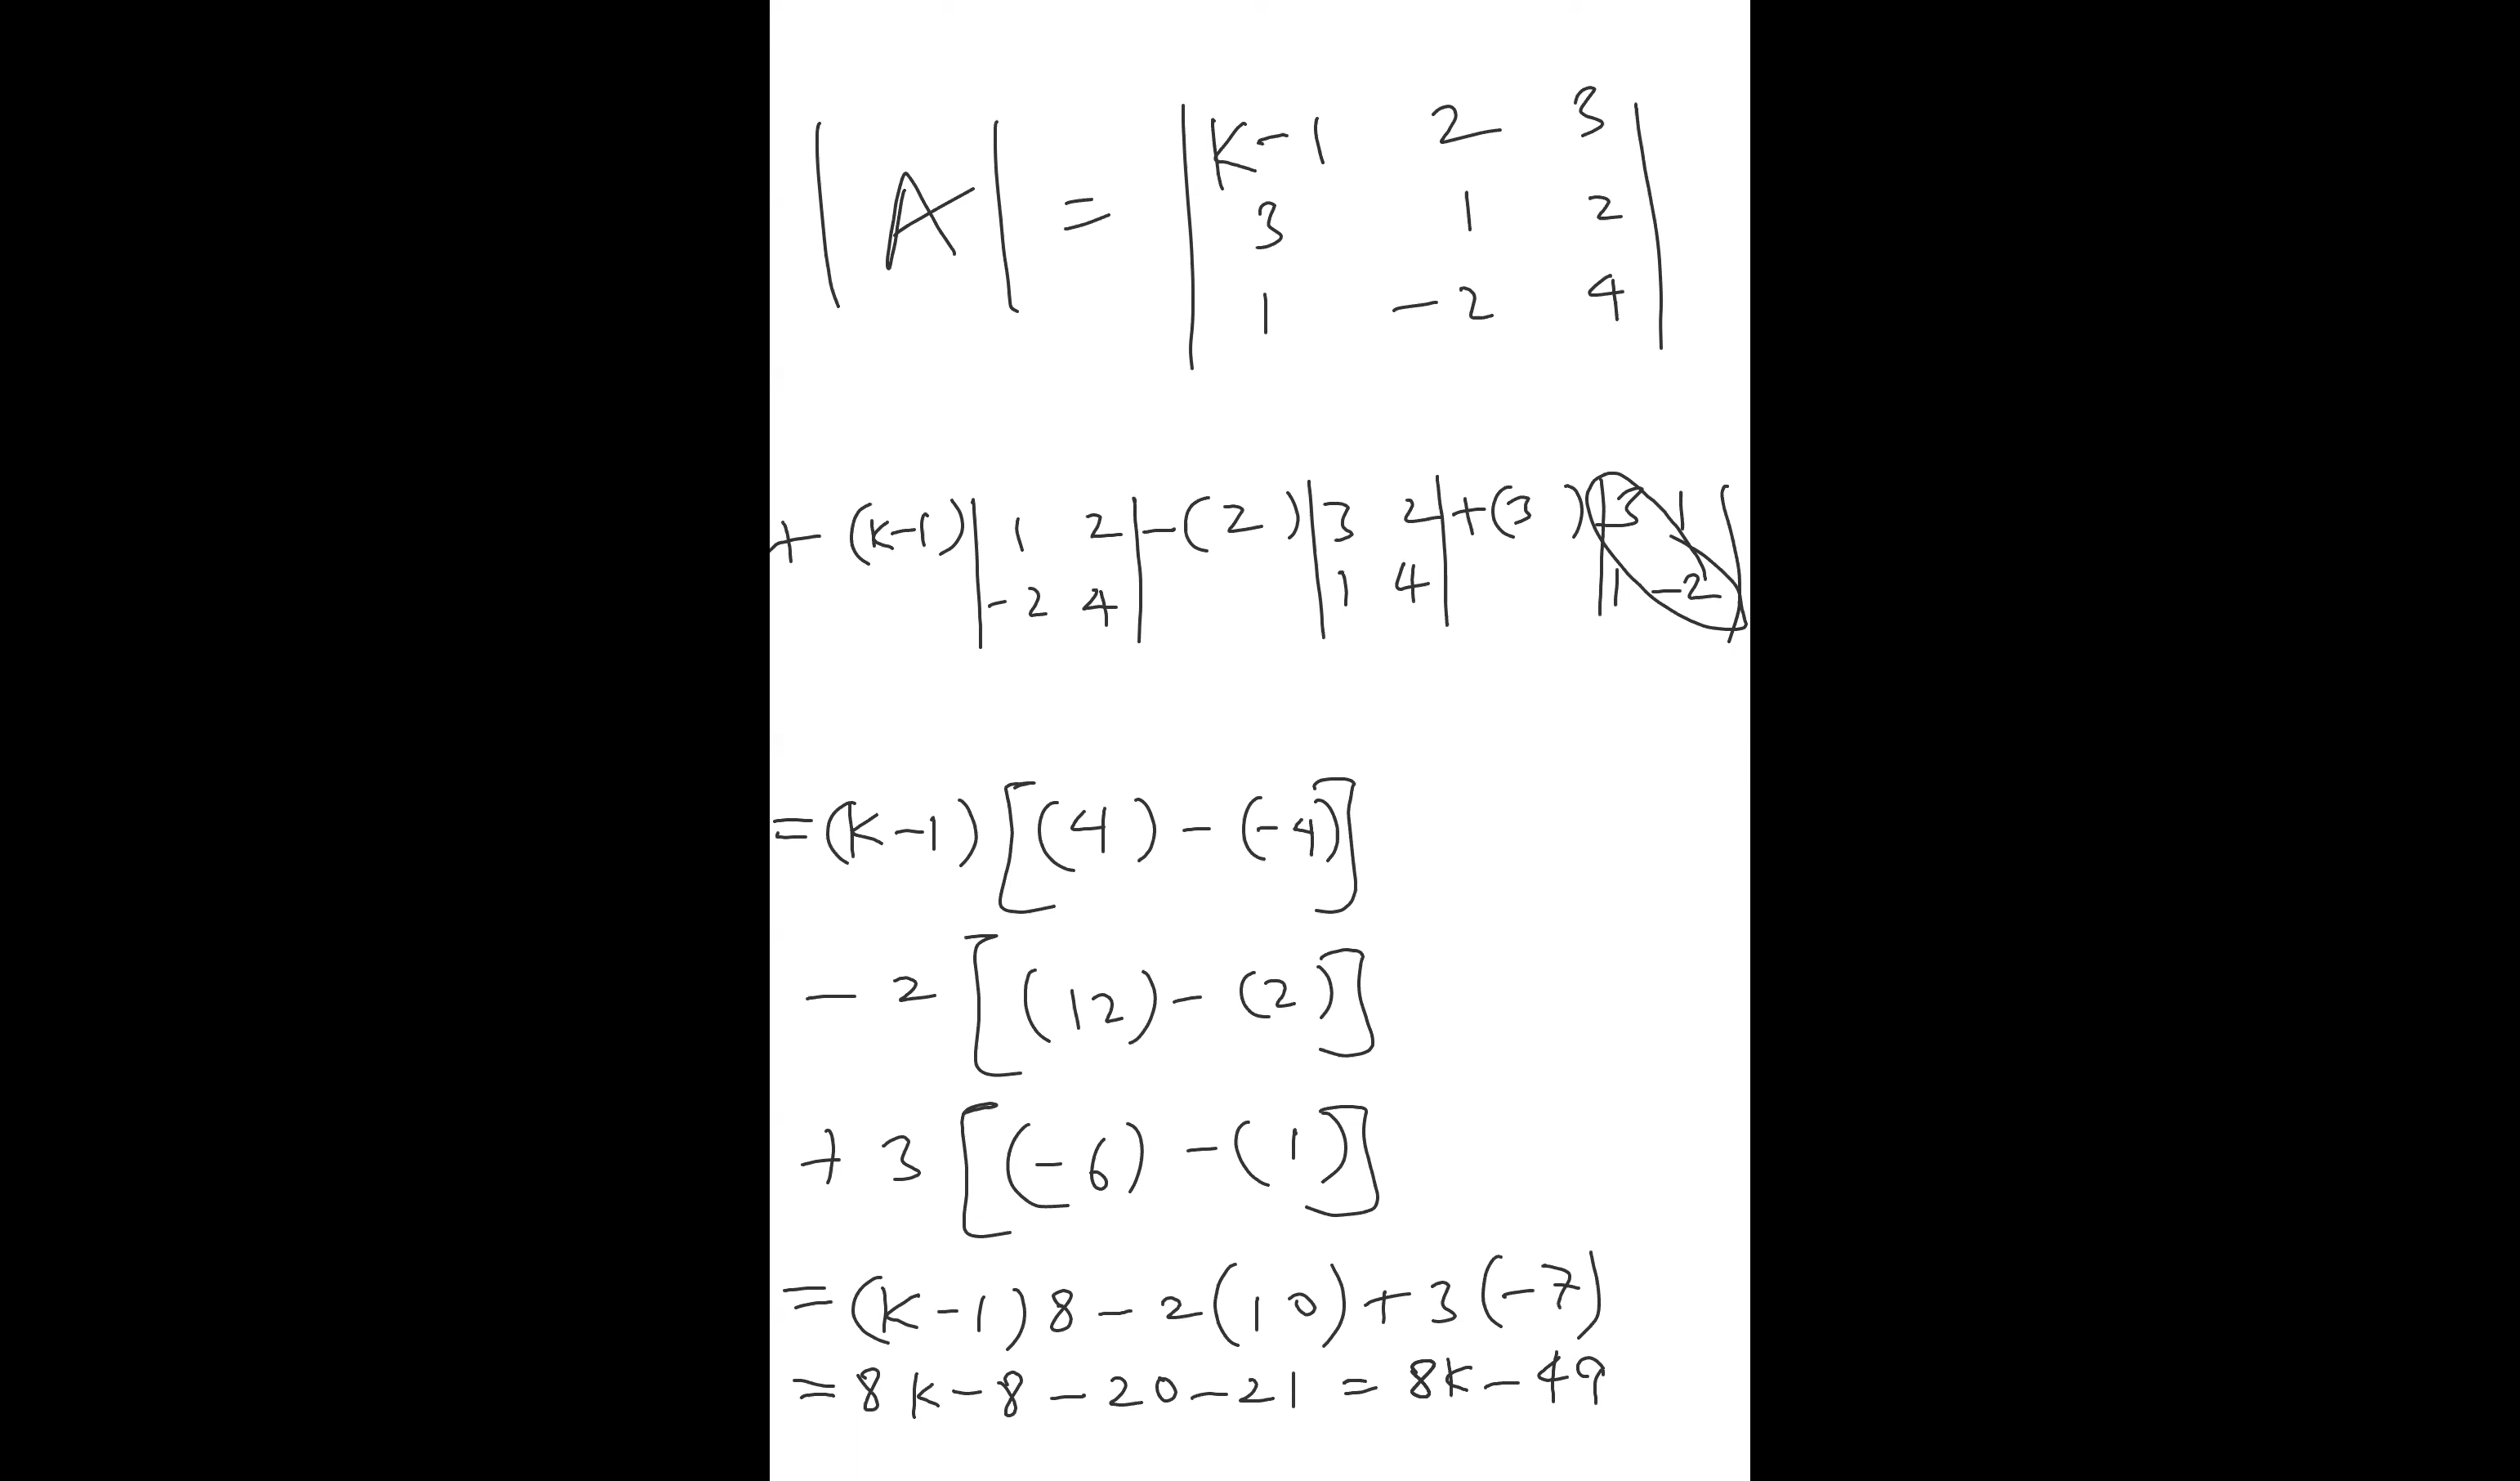 |A| = | K-1 2 3 |
3 1 2
1 -2 4
+ (K-1) | 1 2 | - (2) | 3 2 | + (3) | 3 1 |
-2 4 1 4 1 -2
= (K-1) [(4) - (-4)]
- 2 [(12) - (2)]
+ 3 [(-6) - (1)]
= (K-1) 8 - 2(10) + 3(-7)
= 8K - 8 - 20 - 21 = 8K - 49